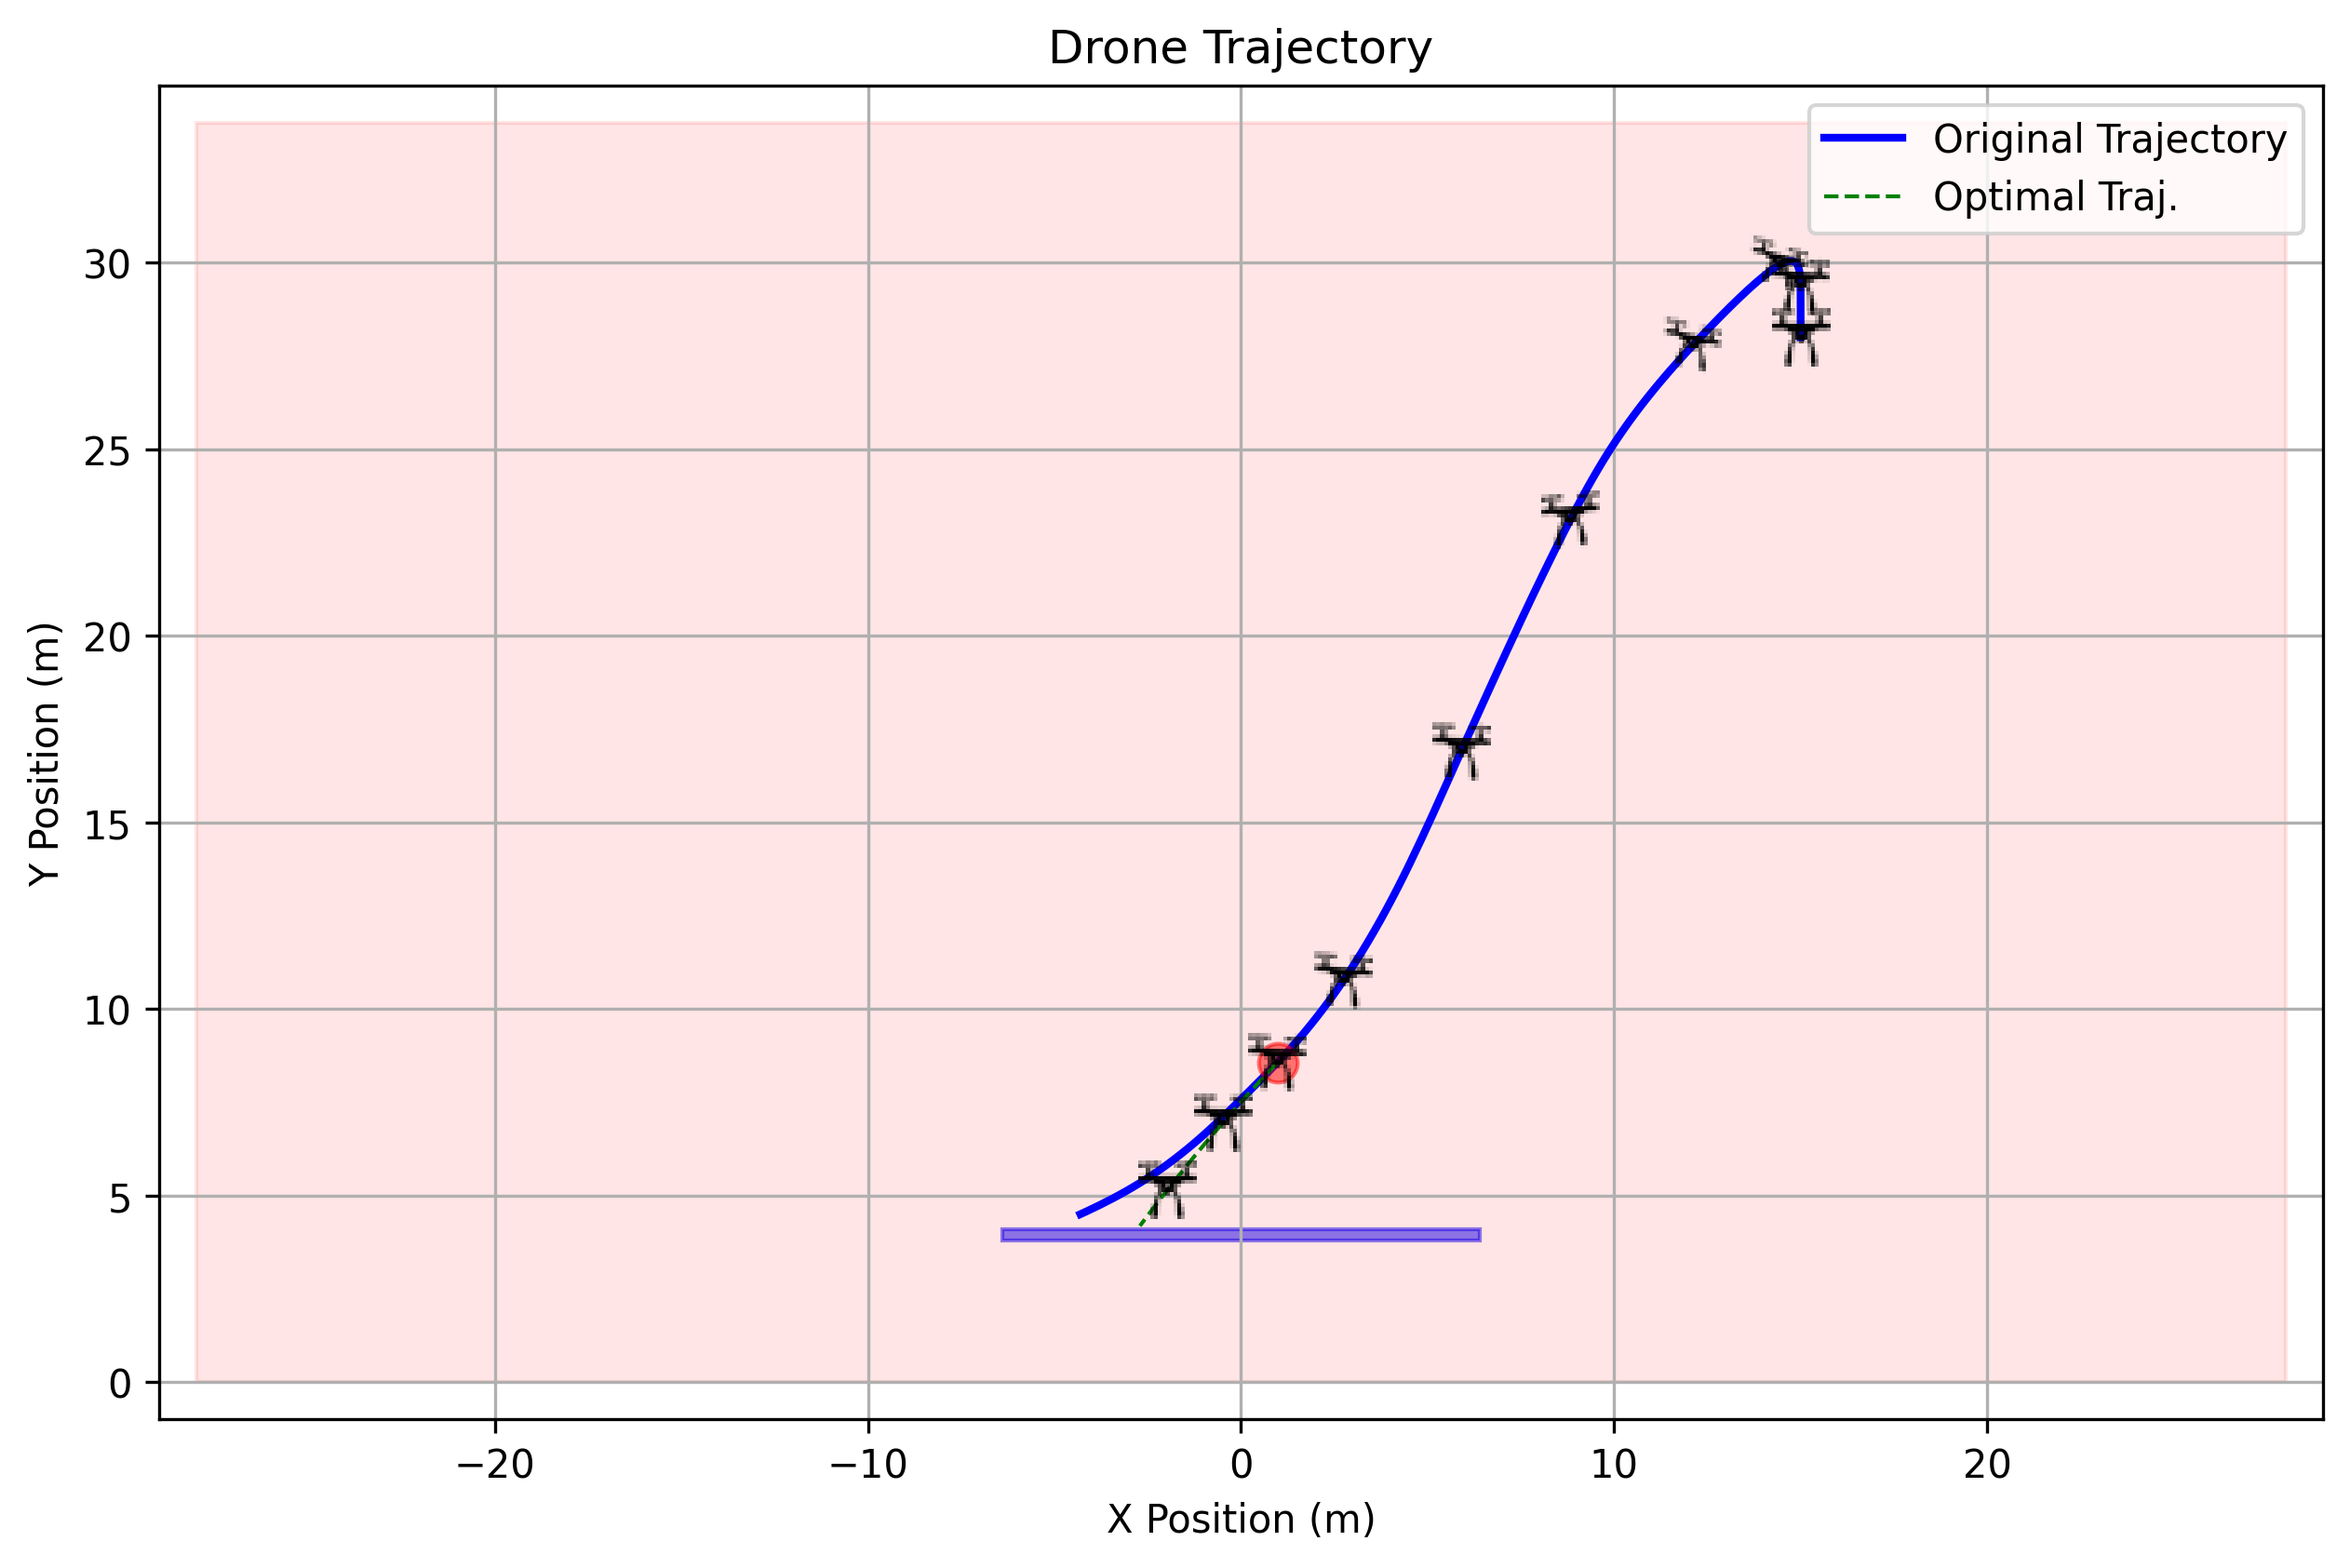 Drone Trajectory
Original Trajectory
Optimal Traj.
30
25
20
15
10
5
0
Y Position (m)
−20
−10
0
10
20
X Position (m)